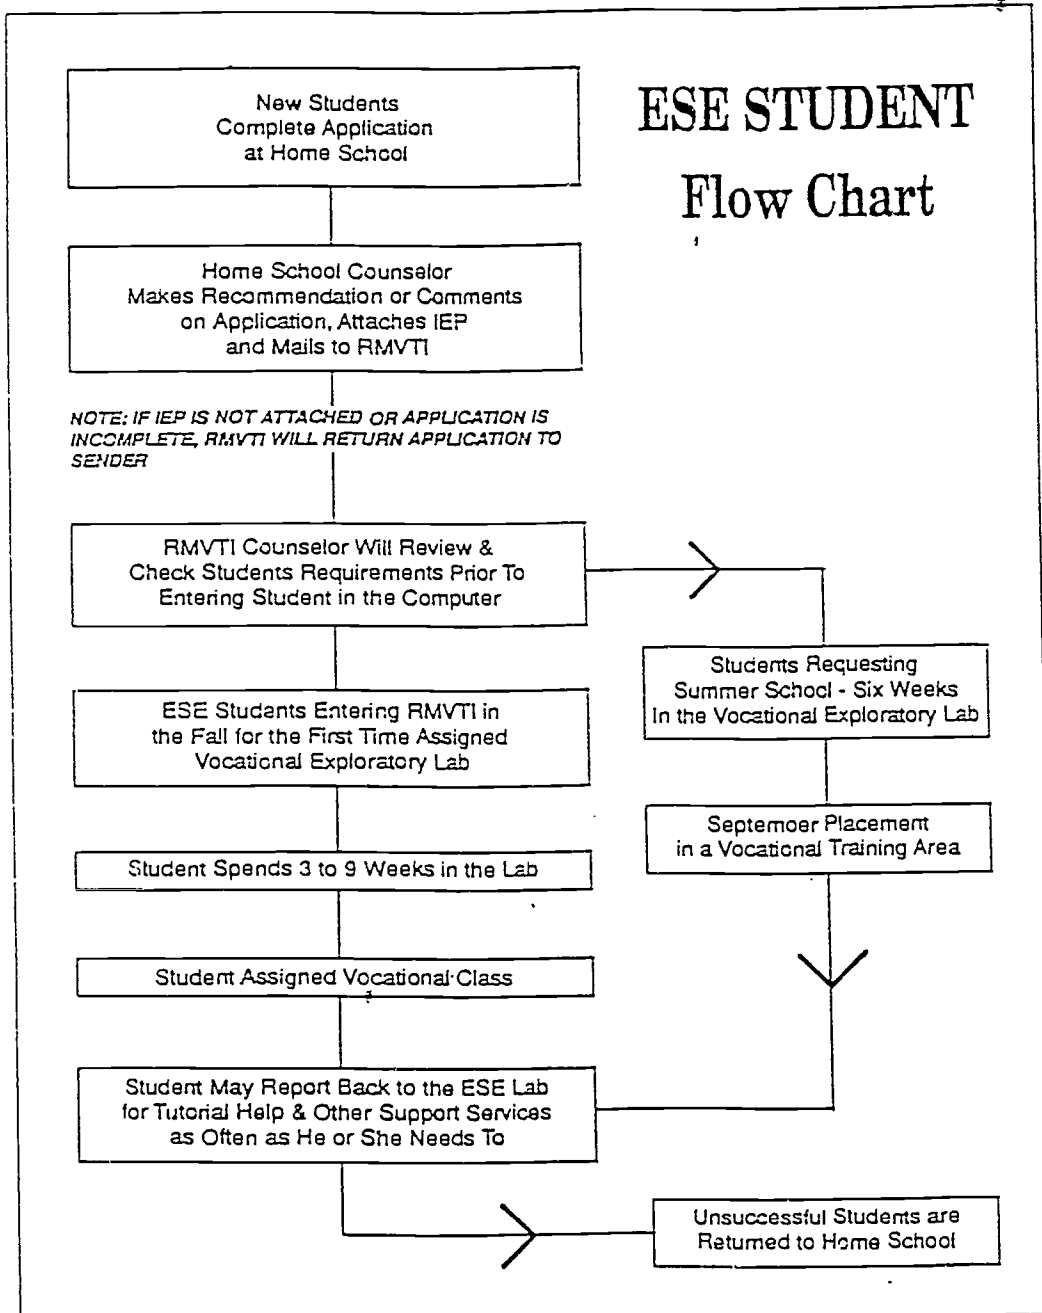 ESE STUDENT
Flow Chart
New Students
Complete Application
at Home School
Home School Counselor
Makes Recommendation or Comments
on Application, Attaches IEP
and Mails to RMVTI
NOTE: IF IEP IS NOT ATTACHED OR APPLICATION IS
INCOMPLETE, RMVTI WILL RETURN APPLICATION TO
SENDER
RMVTI Counselor Will Review &
Check Students Requirements Prior To
Entering Student in the Computer
ESE Students Entering RMVTI in
the Fall for the First Time Assigned
Vocational Exploratory Lab
Student Spends 3 to 9 Weeks in the Lab
Student Assigned Vocational Class
Students Requesting
Summer School - Six Weeks
In the Vocational Exploratory Lab
September Placement
in a Vocational Training Area
Student May Report Back to the ESE Lab
for Tutorial Help & Other Support Services
as Often as He or She Needs To
Unsuccessful Students are
Returned to Home School